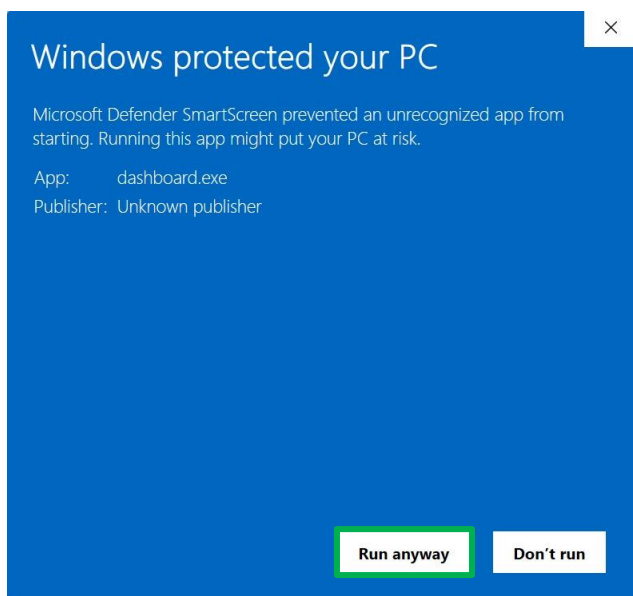 Windows protected your PC
Microsoft Defender SmartScreen prevented an unrecognized app from
starting. Running this app might put your PC at risk.
App: dashboard.exe
Publisher: Unknown publisher
Run anyway Don't run